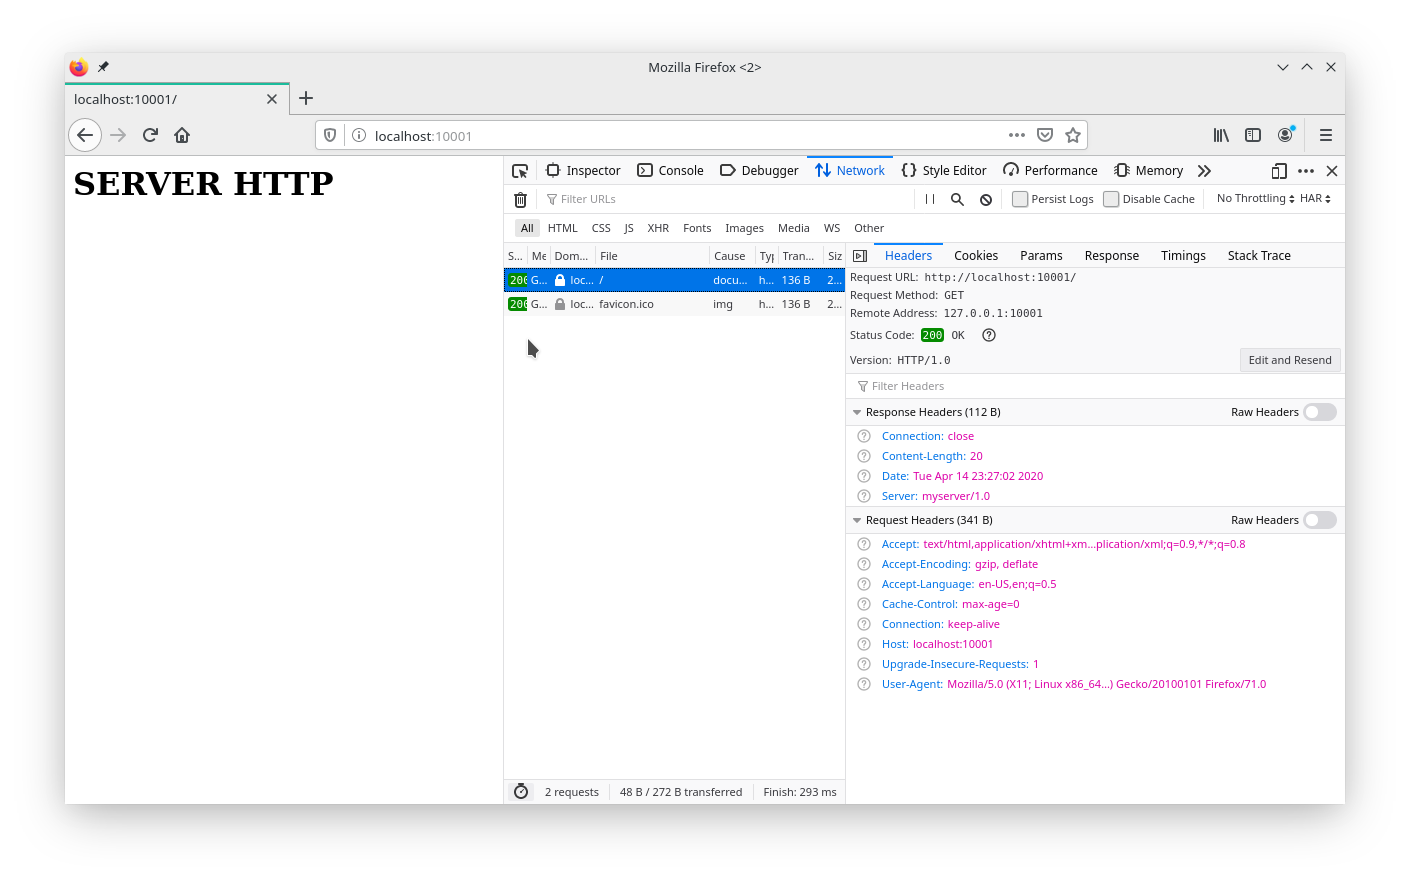 Mozilla Firefox <2>
localhost:10001/
localhost:10001
SERVER HTTP
Inspector Console Debugger Network Style Editor Performance Memory
Filter URLs Persist Logs Disable Cache No Throttling HAR
All HTML CSS JS XHR Fonts Images Media WS Other
S... Me Dom... File Cause Typ Tran... Siz
200 G... loc... / docu... h... 136 B 2...
200 G... loc... favicon.ico img h... 136 B 2...
2 requests 48 B / 272 B transferred Finish: 293 ms
Headers Cookies Params Response Timings Stack Trace
Request URL: http://localhost:10001/
Request Method: GET
Remote Address: 127.0.0.1:10001
Status Code: 200 OK
Version: HTTP/1.0 Edit and Resend
Filter Headers
Response Headers (112 B) Raw Headers
Connection: close
Content-Length: 20
Date: Tue Apr 14 23:27:02 2020
Server: myserver/1.0
Request Headers (341 B) Raw Headers
Accept: text/html,application/xhtml+xm...plication/xml;q=0.9,*/*;q=0.8
Accept-Encoding: gzip, deflate
Accept-Language: en-US,en;q=0.5
Cache-Control: max-age=0
Connection: keep-alive
Host: localhost:10001
Upgrade-Insecure-Requests: 1
User-Agent: Mozilla/5.0 (X11; Linux x86_64...) Gecko/20100101 Firefox/71.0